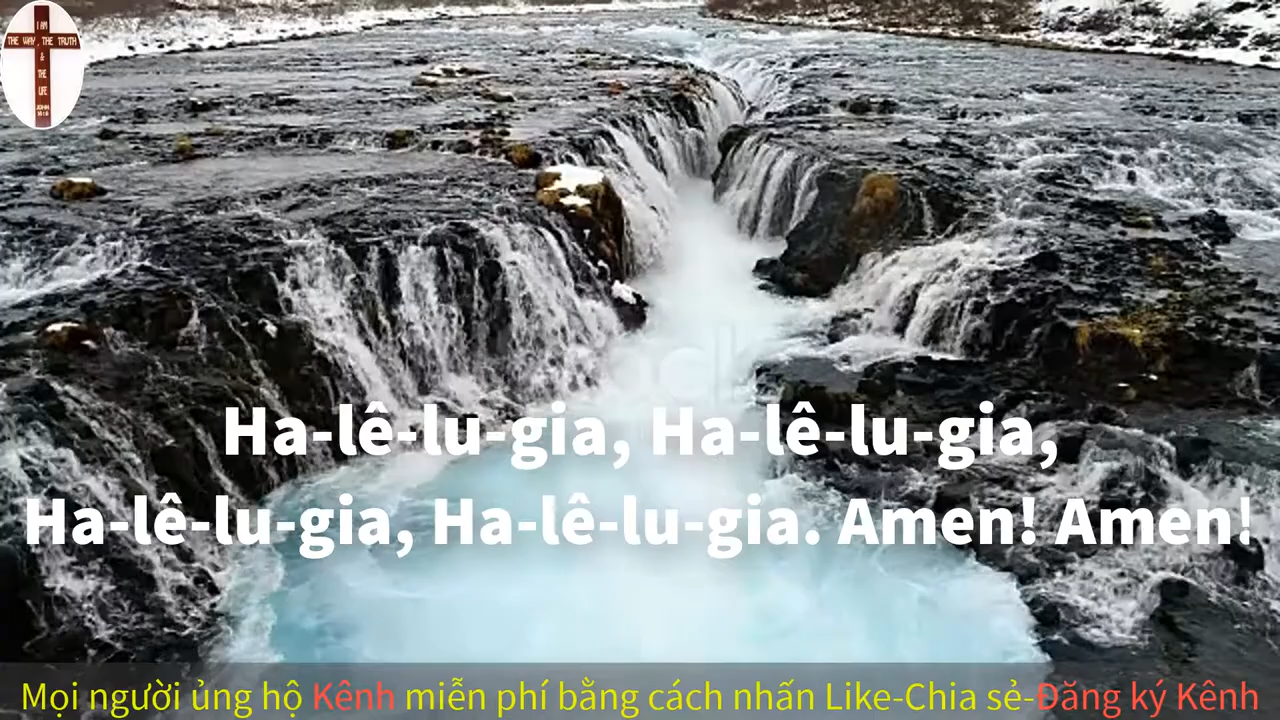 I AM
THE WAY, THE TRUTH
&
THE
LIFE
JOHN
Ha-lê-lu-gia, Ha-lê-lu-gia,
Ha-lê-lu-gia, Ha-lê-lu-gia. Amen! Amen!
Mọi người ủng hộ Kênh miễn phí bằng cách nhấn Like-Chia sẻ-Đăng ký Kênh